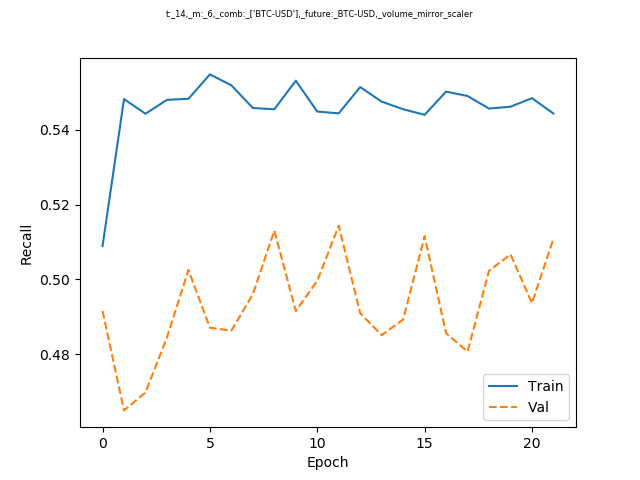 t:_14,_m:_6,_comb:_['BTC-USD'],_future:_BTC-USD,_volume_mirror_scaler
0.54
0.52
0.50
0.48
Recall
Train
Val
0 5 10 15 20
Epoch